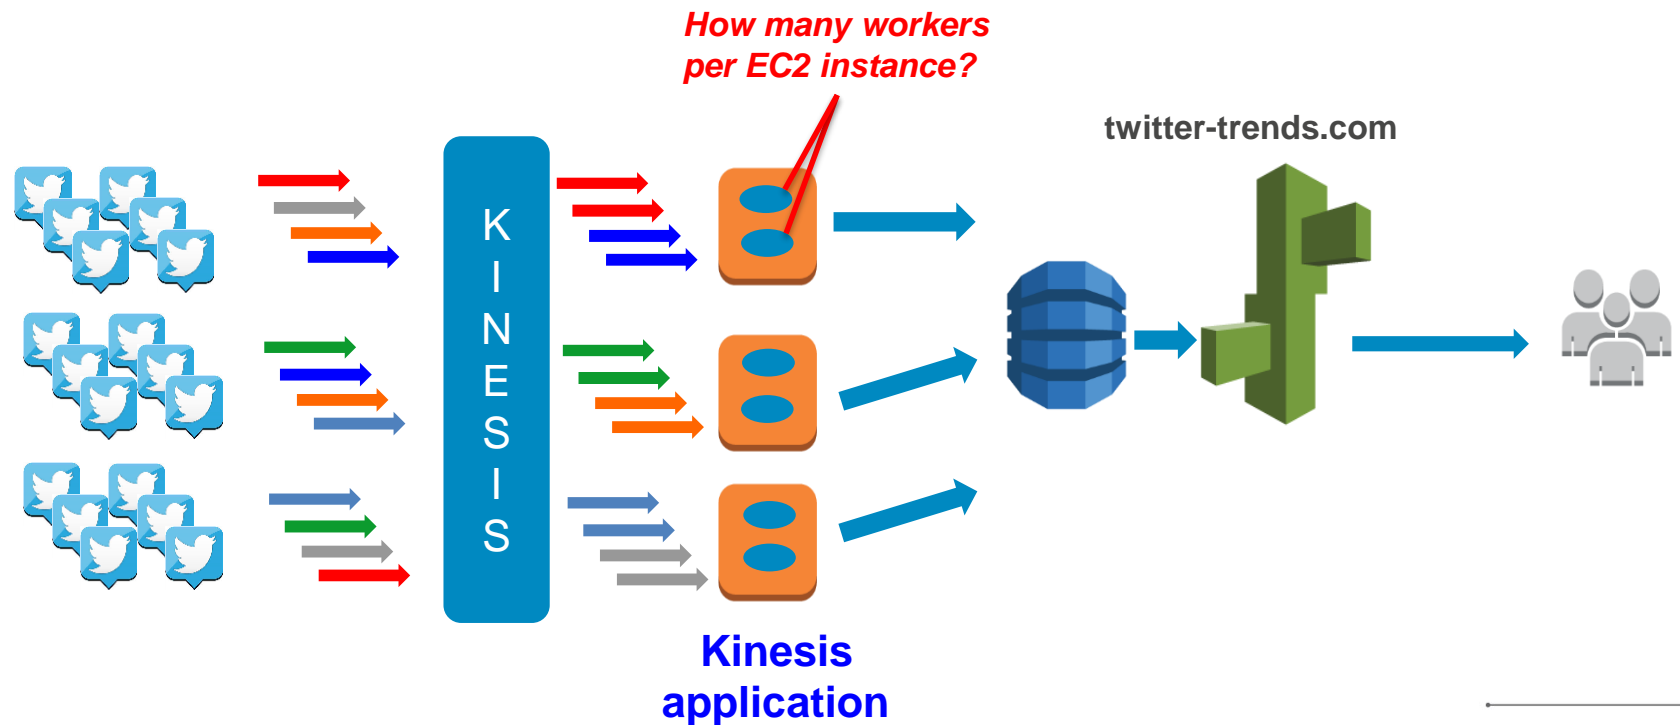 How many workers
per EC2 instance?
twitter-trends.com
K
I
N
E
S
I
S
Kinesis
application